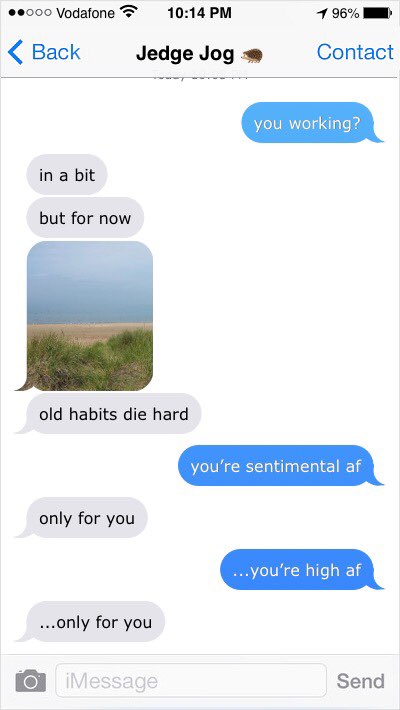 Vodafone 10:14 PM 96%
Back Jedge Jog 🦔 Contact
you working?
in a bit
but for now
old habits die hard
you're sentimental af
only for you
...you're high af
...only for you
iMessage Send